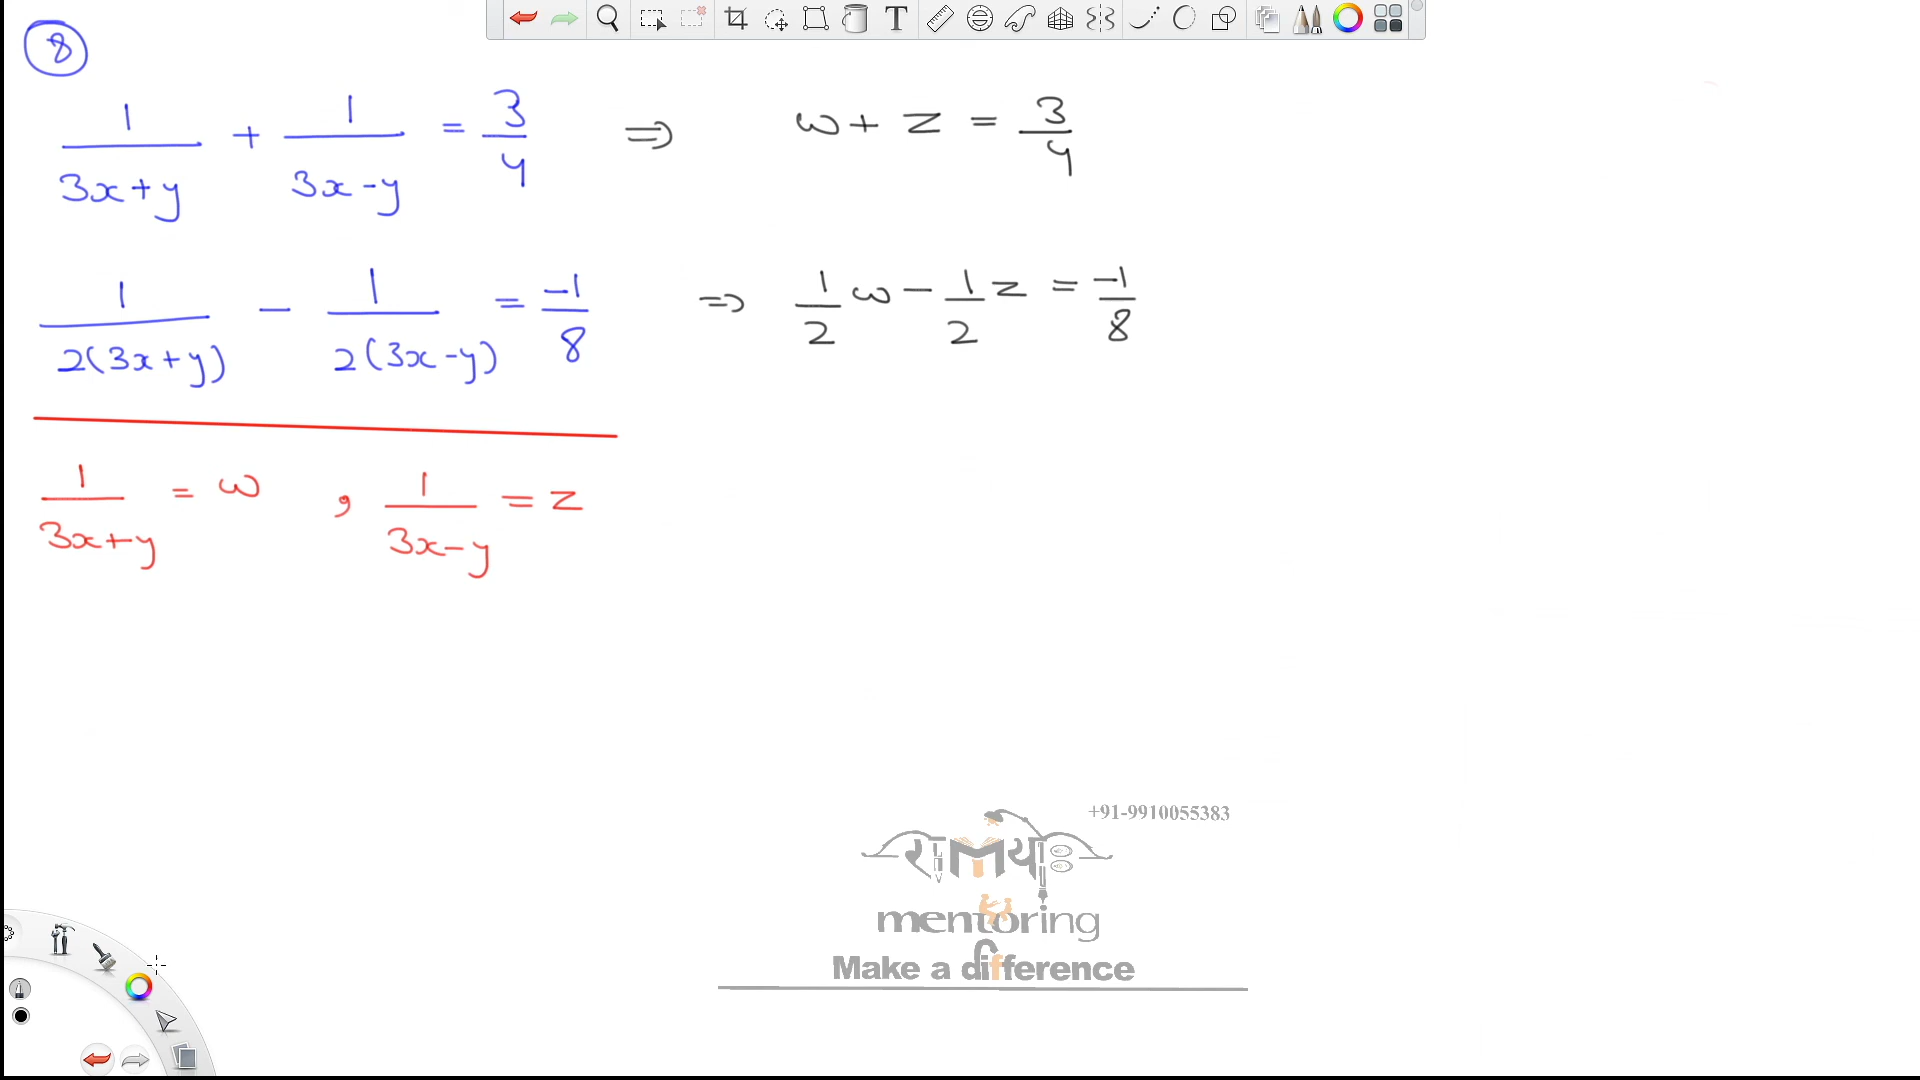 8
1/(3x+y) + 1/(3x-y) = 3/4 ⇒ w + z = 3/4
1/(2(3x+y)) - 1/(2(3x-y)) = -1/8 ⇒ 1/2 w - 1/2 z = -1/8
1/(3x+y) = w , 1/(3x-y) = z
+91-9910055383
mentoring
Make a difference